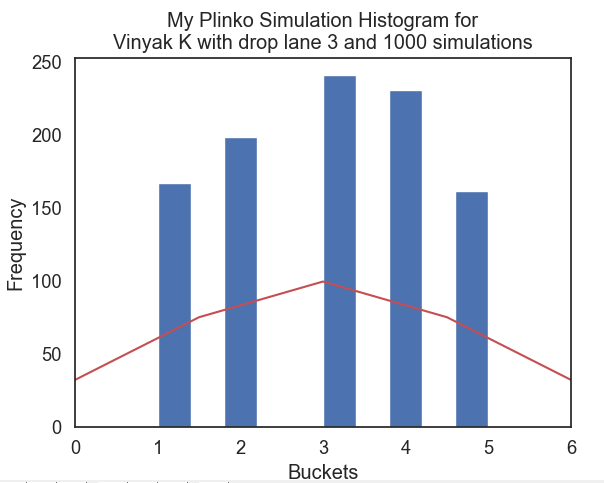 My Plinko Simulation Histogram for
Vinyak K with drop lane 3 and 1000 simulations
250
200
150
100
50
0
Frequency
0 1 2 3 4 5 6
Buckets